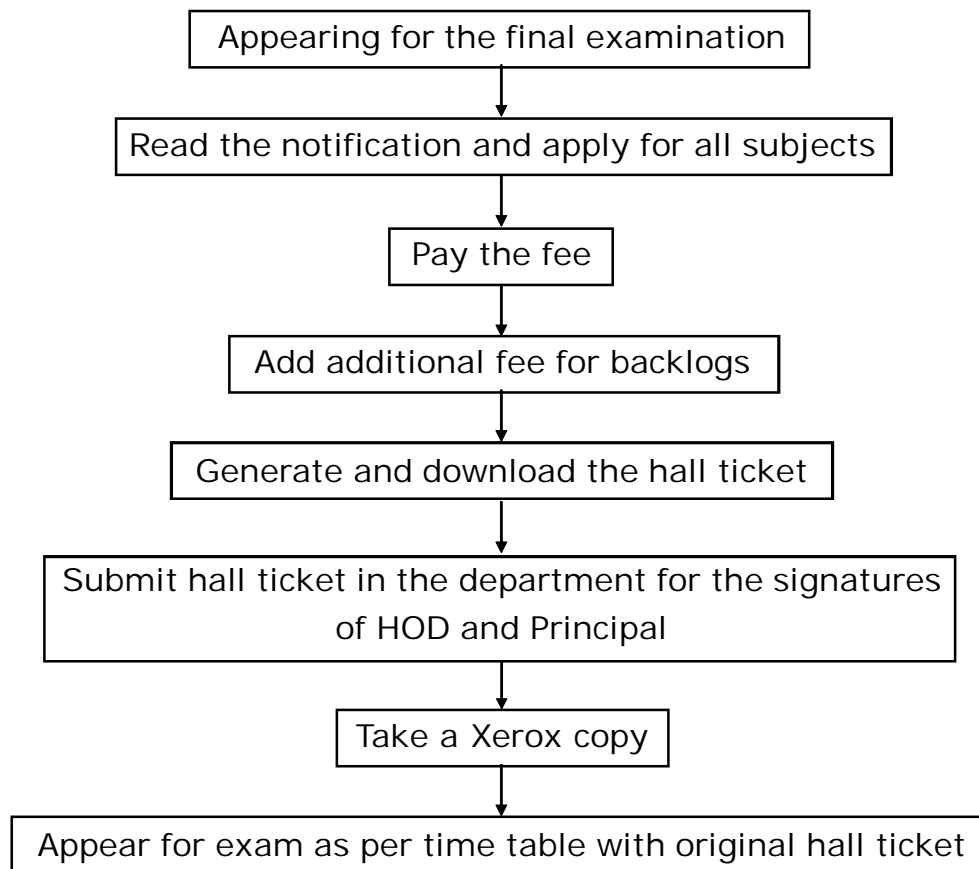 Appearing for the final examination
Read the notification and apply for all subjects
Pay the fee
Add additional fee for backlogs
Generate and download the hall ticket
Submit hall ticket in the department for the signatures
of HOD and Principal
Take a Xerox copy
Appear for exam as per time table with original hall ticket